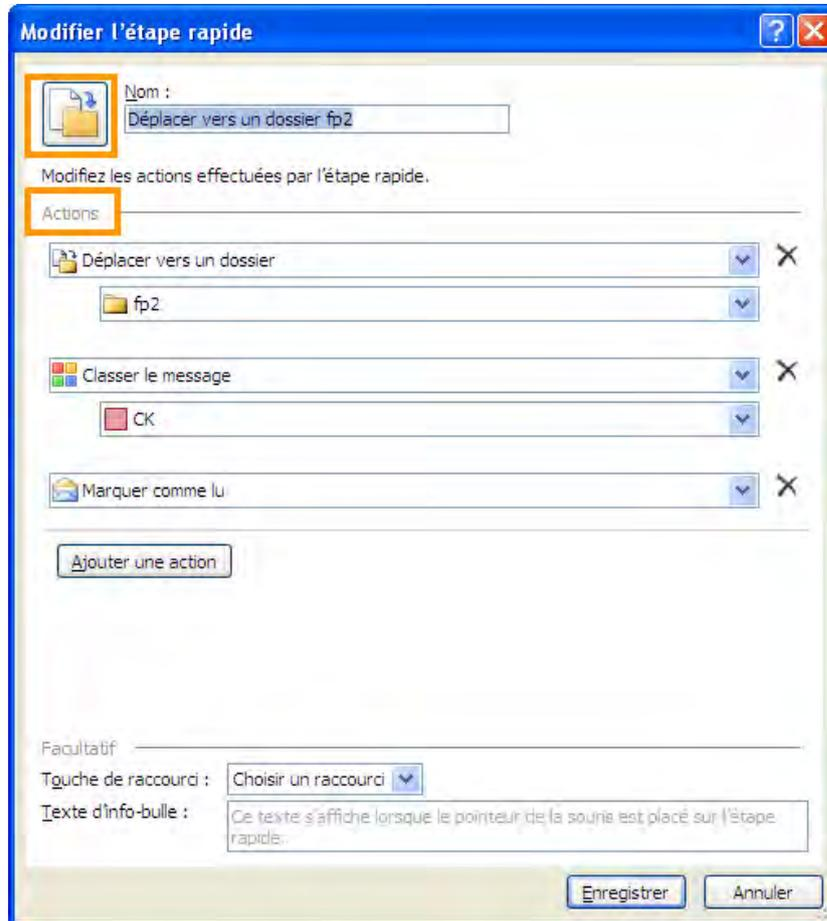 Modifier l'étape rapide
Nom :
Déplacer vers un dossier fp2
Modifiez les actions effectuées par l'étape rapide.
Actions
Déplacer vers un dossier
fp2
Classer le message
CK
Marquer comme lu
Ajouter une action
Facultatif
Touche de raccourci : Choisir un raccourci
Texte d'info-bulle : Ce texte s'affiche lorsque le pointeur de la souris est placé sur l'étape
rapide.
Enregistrer Annuler